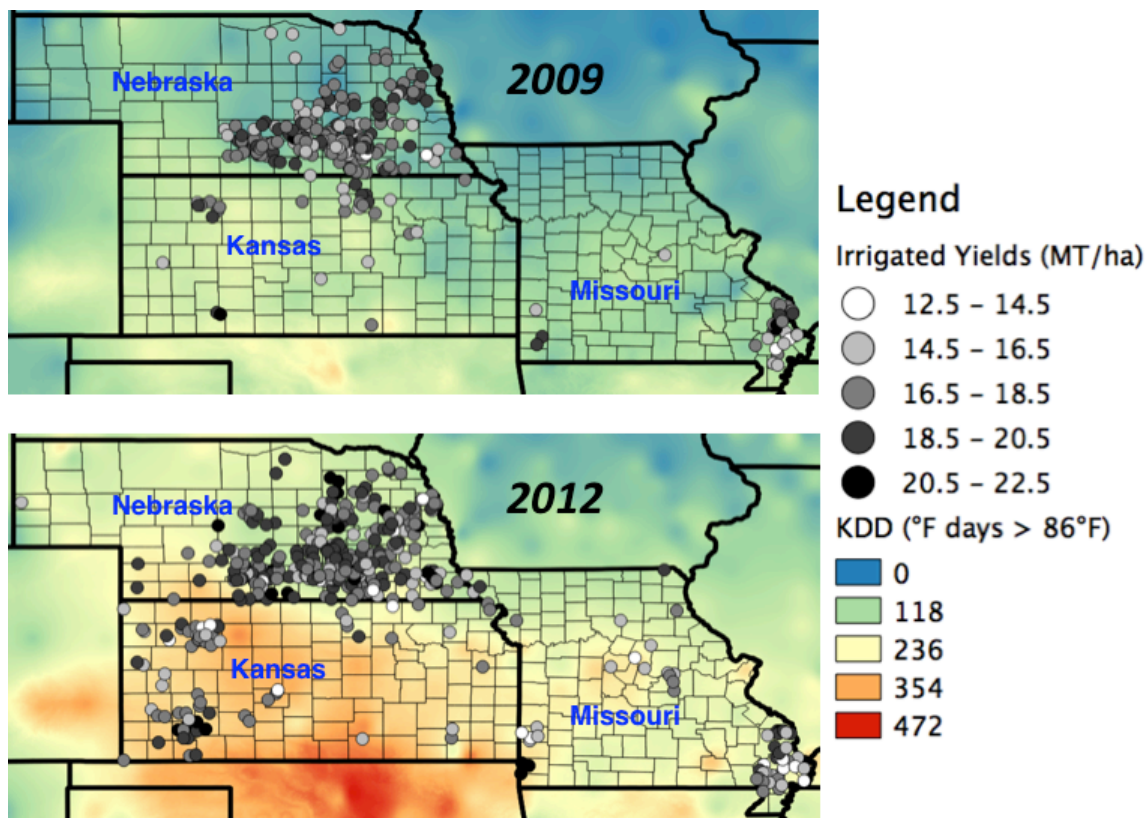 Nebraska
2009
Kansas
Missouri
Nebraska
2012
Kansas
Missouri
Legend
Irrigated Yields (MT/ha)
12.5 – 14.5
14.5 – 16.5
16.5 – 18.5
18.5 – 20.5
20.5 – 22.5
KDD (°F days > 86°F)
0
118
236
354
472